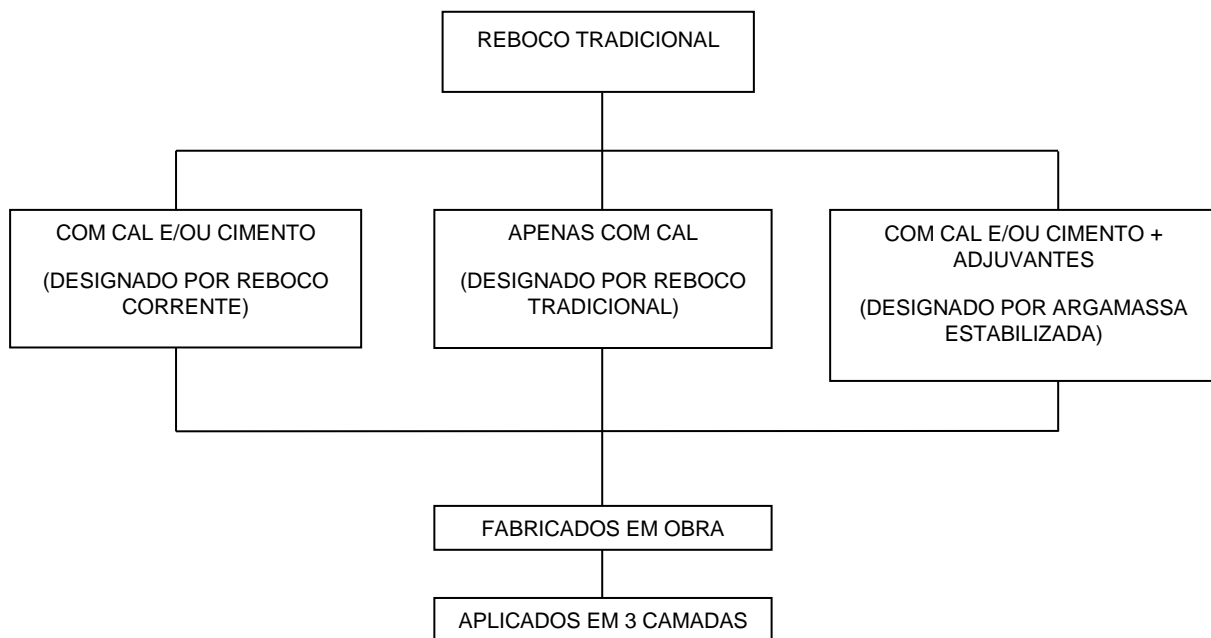 REBOCO TRADICIONAL
COM CAL E/OU CIMENTO
(DESIGNADO POR REBOCO
CORRENTE)
APENAS COM CAL
(DESIGNADO POR REBOCO
TRADICIONAL)
COM CAL E/OU CIMENTO +
ADJUVANTES
(DESIGNADO POR ARGAMASSA
ESTABILIZADA)
FABRICADOS EM OBRA
APLICADOS EM 3 CAMADAS